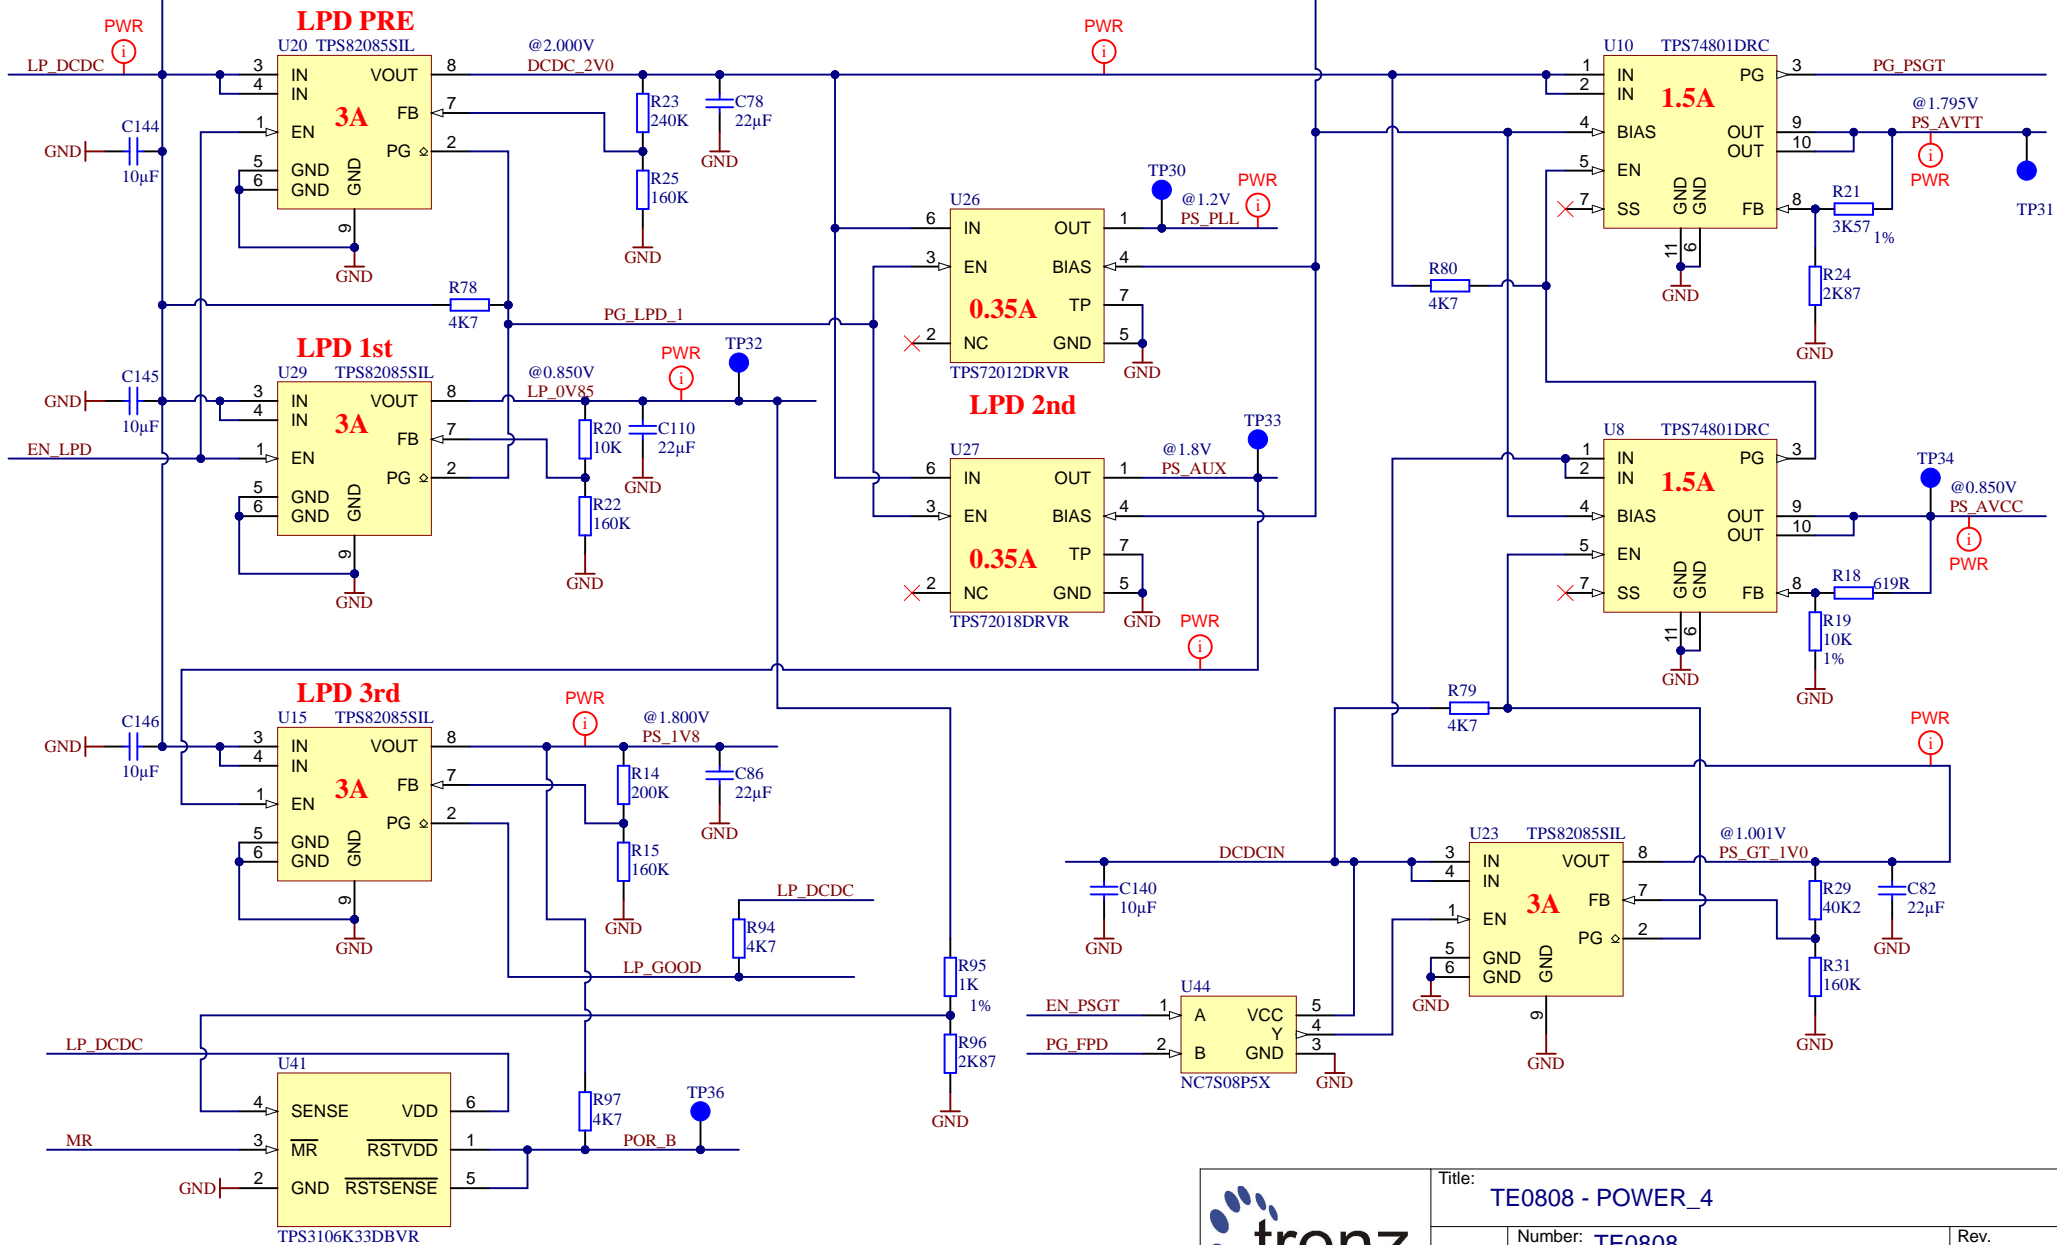 LPD PRE
PWR
U20 TPS82085SIL
LP_DCDC
3 IN VOUT 8
4 IN
3A
FB 7
1 EN
PG 2
5 GND
6 GND
GND
9
GND
C144
10µF
GND
@2.000V
DCDC_2V0
R23
240K
C78
22µF
GND
R25
160K
GND
PWR
R78
4K7
PG_LPD_1
LPD 1st
U29 TPS82085SIL
C145
10µF
GND
3 IN VOUT 8
4 IN
3A
FB 7
EN_LPD
1 EN
PG 2
5 GND
6 GND
GND
9
GND
@0.850V
LP_0V85
PWR
TP32
R20
10K
C110
22µF
GND
R22
160K
GND
U26
6 IN OUT 1
3 EN BIAS 4
0.35A
TP 7
2 NC GND 5
TPS72012DRVR
GND
TP30
@1.2V
PS_PLL
PWR
LPD 2nd
U27
6 IN OUT 1
3 EN BIAS 4
0.35A
TP 7
2 NC GND 5
TPS72018DRVR
GND
@1.8V
PS_AUX
TP33
PWR
U10 TPS74801DRC
1 IN PG 3
2 IN
1.5A
4 BIAS OUT 9
OUT 10
5 EN
7 SS FB 8
GND
GND
11
6
GND
PG_PSGT
@1.795V
PS_AVTT
PWR
TP31
R21
3K57
1%
R24
2K87
GND
R80
4K7
U8 TPS74801DRC
1 IN PG 3
2 IN
1.5A
4 BIAS OUT 9
OUT 10
5 EN
7 SS FB 8
GND
GND
11
6
GND
TP34
@0.850V
PS_AVCC
PWR
R18
619R
R19
10K
1%
GND
R79
4K7
PWR
LPD 3rd
U15 TPS82085SIL
C146
10µF
GND
3 IN VOUT 8
4 IN
3A
FB 7
1 EN
PG 2
5 GND
6 GND
GND
9
GND
PWR
@1.800V
PS_1V8
R14
200K
C86
22µF
GND
R15
160K
GND
LP_DCDC
R94
4K7
LP_GOOD
R95
1K
1%
R96
2K87
GND
LP_DCDC
U41
4 SENSE VDD 6
MR
3 MR RSTVDD 1
GND
2 GND RSTSENSE 5
TPS3106K33DBVR
R97
4K7
TP36
POR_B
DCDCIN
C140
10µF
GND
U23 TPS82085SIL
3 IN VOUT 8
4 IN
3A
FB 7
1 EN
PG 2
5 GND
6 GND
GND
GND
9
GND
@1.001V
PS_GT_1V0
R29
40K2
C82
22µF
GND
R31
160K
GND
U44
EN_PSGT
1 A VCC 5
Y 4
PG_FPD
2 B GND 3
NC7S08P5X
GND
trenz
Title:
TE0808 - POWER_4
Number: TE0808
Rev.